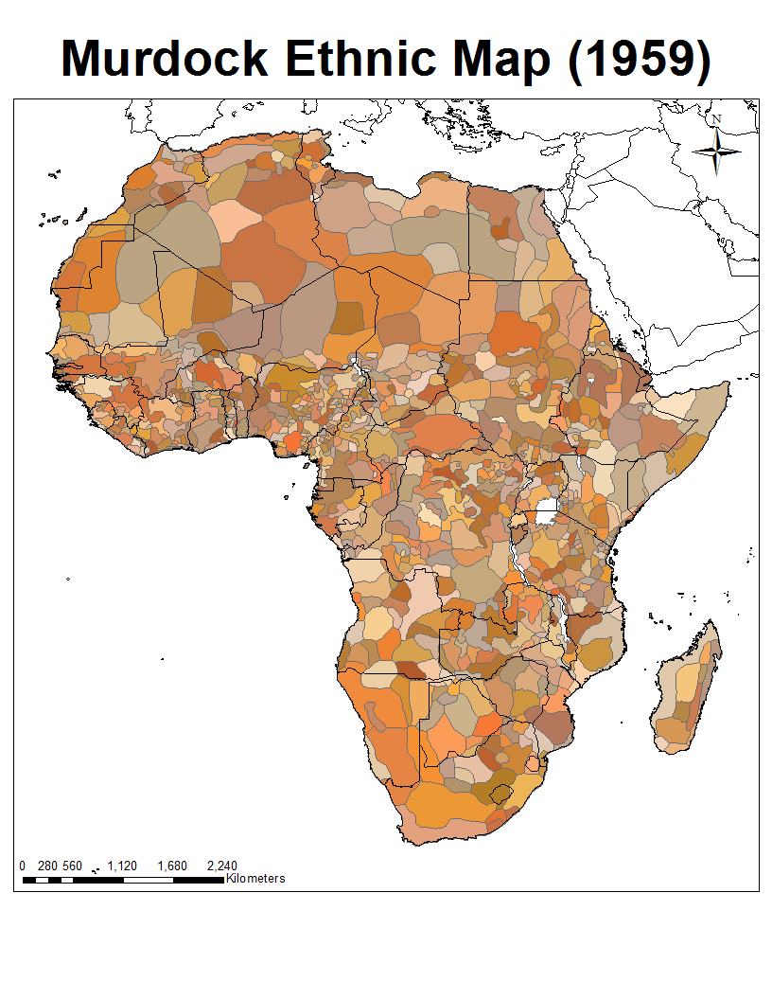 Murdock Ethnic Map (1959)
N
0 280 560 1,120 1,680 2,240
Kilometers